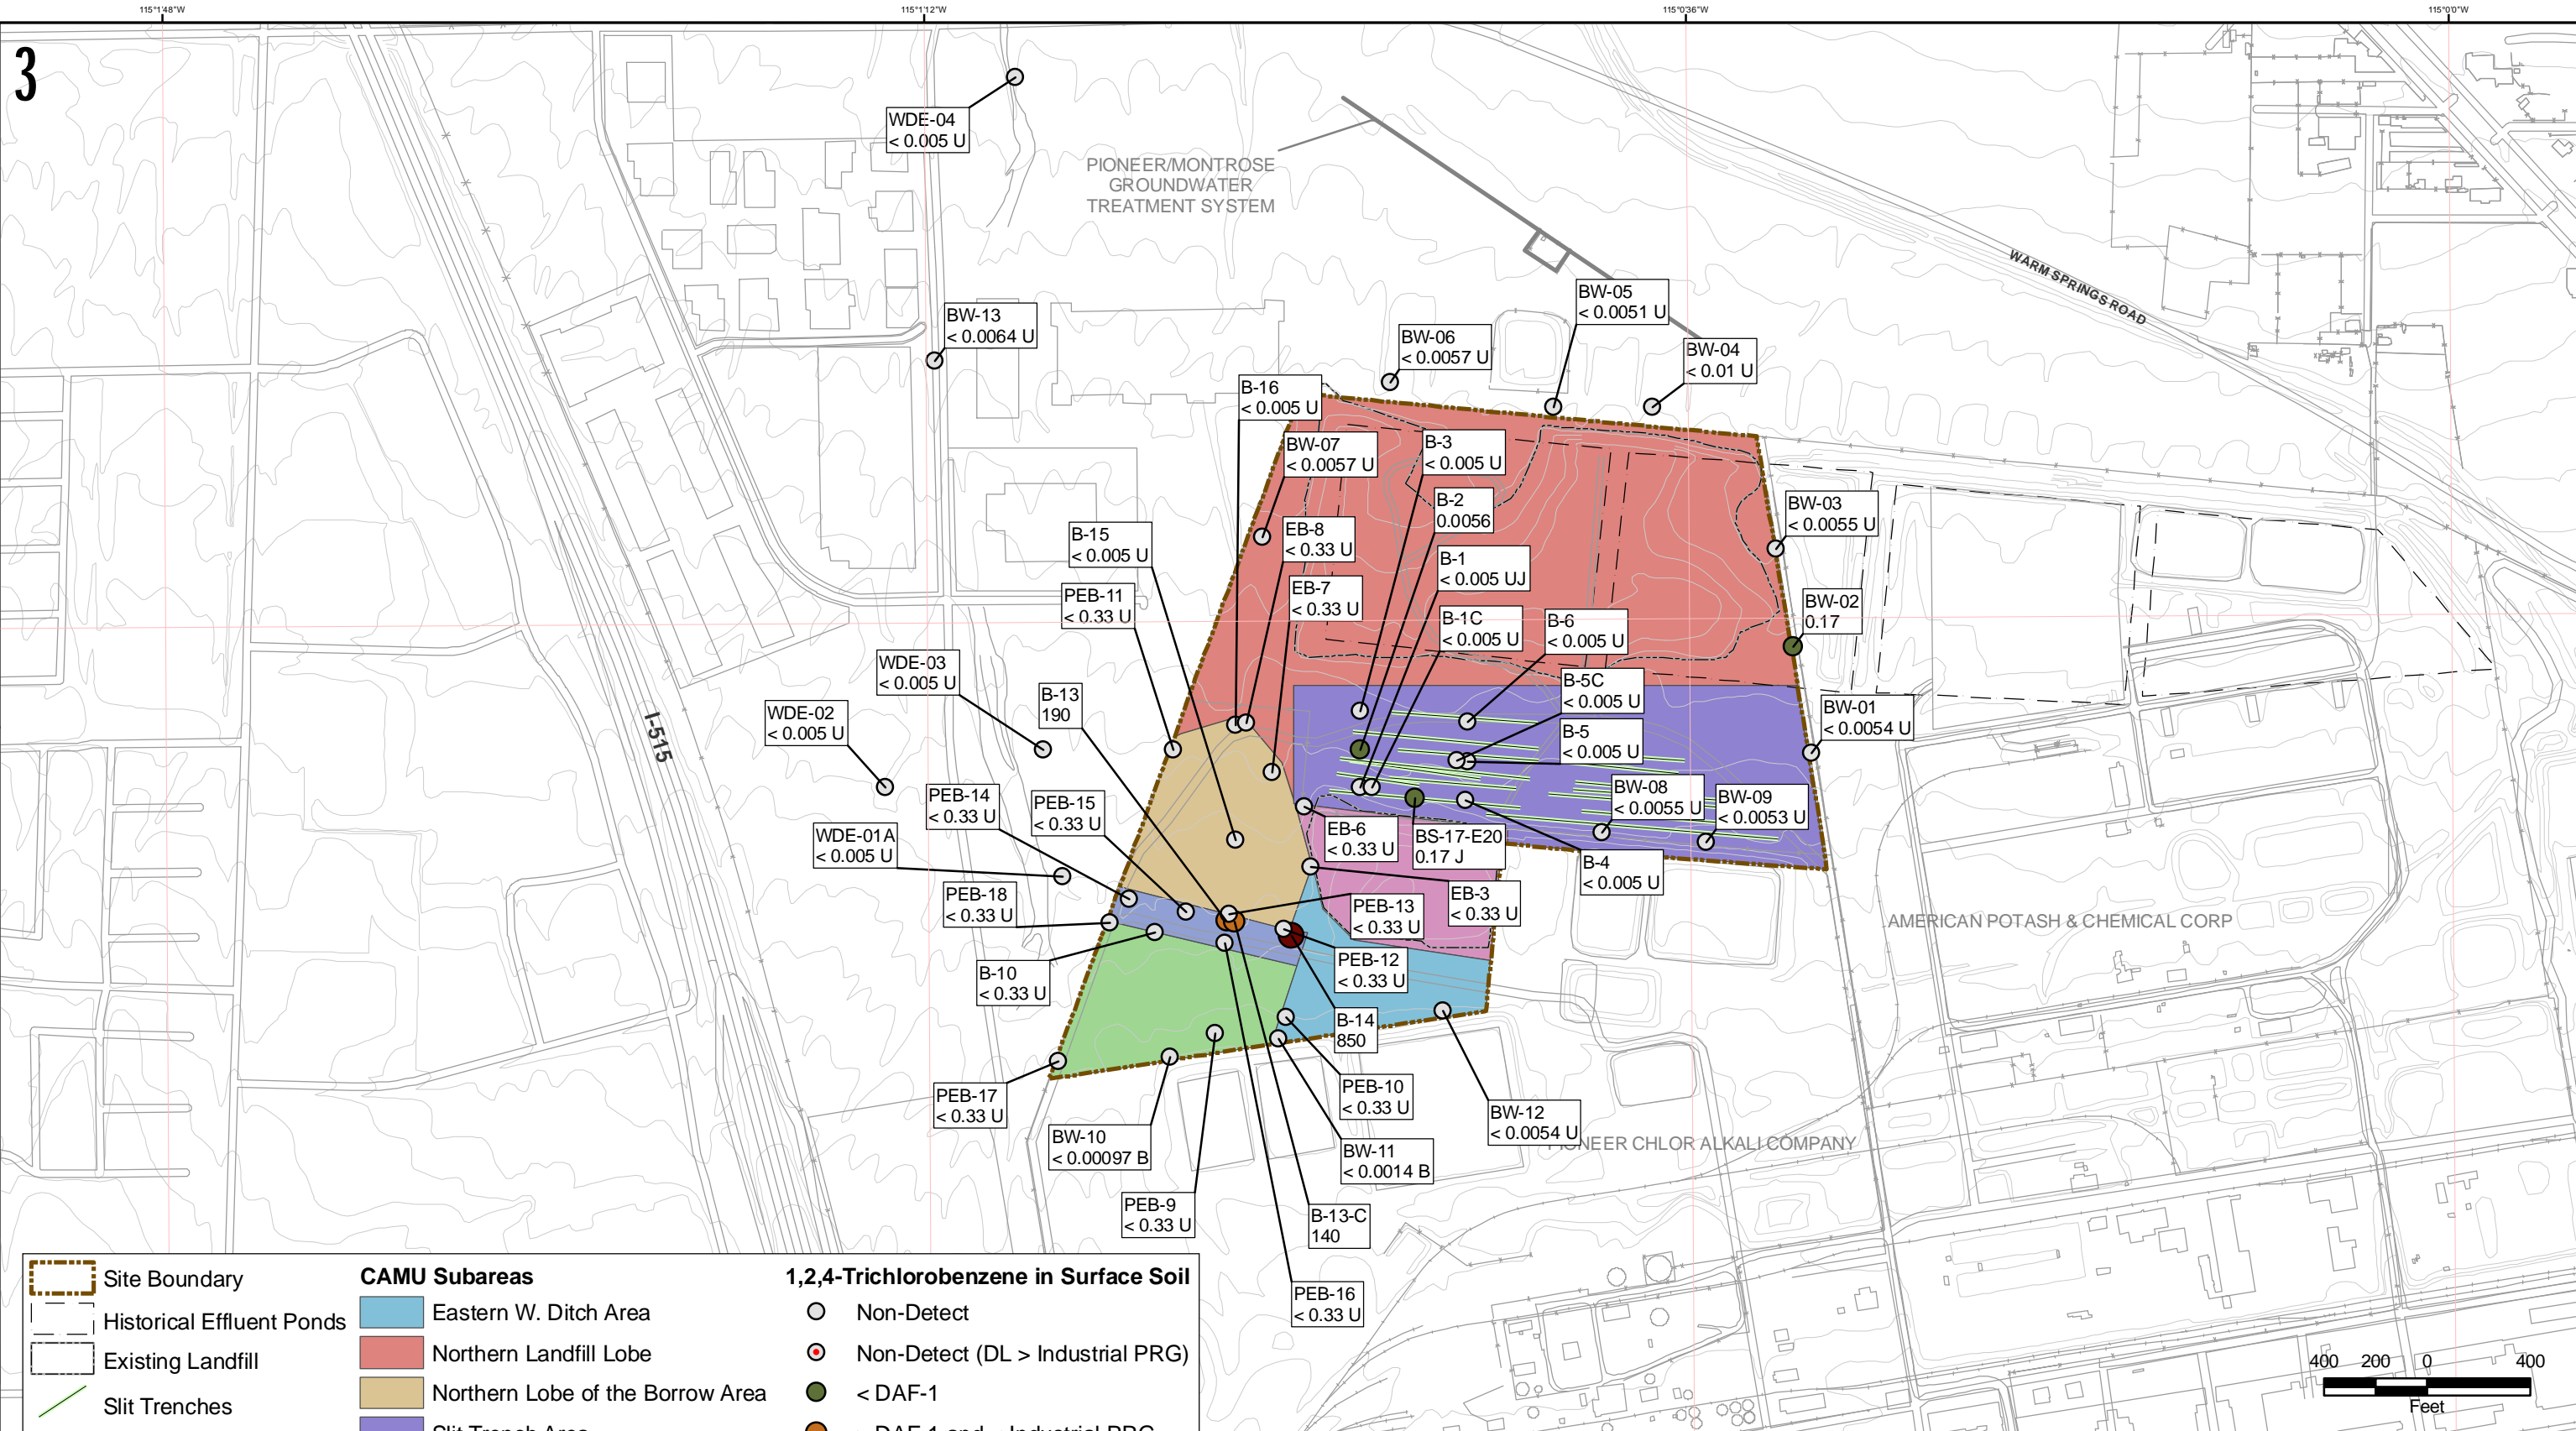 115°1'48"W
115°1'12"W
115°0'36"W
115°0'0"W
3
WDE-04
< 0.005 U
PIONEER/MONTROSE
GROUNDWATER
TREATMENT SYSTEM
WARM SPRINGS ROAD
BW-05
< 0.0051 U
BW-13
< 0.0064 U
BW-06
< 0.0057 U
BW-04
< 0.01 U
B-16
< 0.005 U
BW-07
< 0.0057 U
B-3
< 0.005 U
B-2
0.0056
BW-03
< 0.0055 U
EB-8
< 0.33 U
B-15
< 0.005 U
B-1
< 0.005 UJ
EB-7
< 0.33 U
PEB-11
< 0.33 U
BW-02
0.17
B-1C
< 0.005 U
B-6
< 0.005 U
WDE-03
< 0.005 U
B-5C
< 0.005 U
B-13
190
WDE-02
< 0.005 U
BW-01
< 0.0054 U
I-515
B-5
< 0.005 U
BW-08
< 0.0055 U
BW-09
< 0.0053 U
PEB-14
< 0.33 U
PEB-15
< 0.33 U
WDE-01A
< 0.005 U
EB-6
< 0.33 U
BS-17-E20
0.17 J
B-4
< 0.005 U
PEB-18
< 0.33 U
EB-3
< 0.33 U
PEB-13
< 0.33 U
AMERICAN POTASH & CHEMICAL CORP
B-10
< 0.33 U
PEB-12
< 0.33 U
B-14
850
PEB-17
< 0.33 U
PEB-10
< 0.33 U
BW-12
< 0.0054 U
BW-10
< 0.00097 B
NEER CHLOR ALKALI COMPANY
BW-11
< 0.0014 B
PEB-9
< 0.33 U
B-13-C
140
PEB-16
< 0.33 U
Site Boundary
Historical Effluent Ponds
Existing Landfill
Slit Trenches
CAMU Subareas
Eastern W. Ditch Area
Northern Landfill Lobe
Northern Lobe of the Borrow Area
Slit Trench Area
1,2,4-Trichlorobenzene in Surface Soil
Non-Detect
Non-Detect (DL > Industrial PRG)
< DAF-1
DAF-1 and Industrial PRG
400 200 0 400
Feet